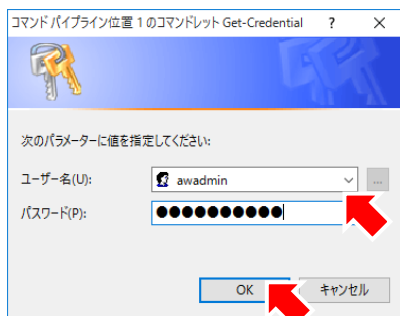 コマンド パイプライン位置 1 のコマンドレット Get-Credential ? ×
次のパラメーターに値を指定してください:
ユーザー名(U): awadmin ...
パスワード(P): ●●●●●●●●●●
OK キャンセル